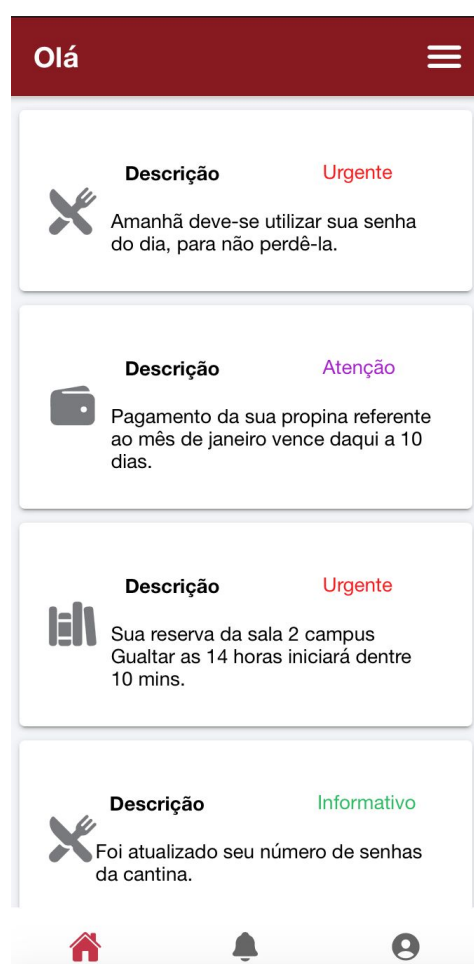 Olá
Descrição Urgente
Amanhã deve-se utilizar sua senha
do dia, para não perdê-la.
Descrição Atenção
Pagamento da sua propina referente
ao mês de janeiro vence daqui a 10
dias.
Descrição Urgente
Sua reserva da sala 2 campus
Gualtar as 14 horas iniciará dentre
10 mins.
Descrição Informativo
Foi atualizado seu número de senhas
da cantina.